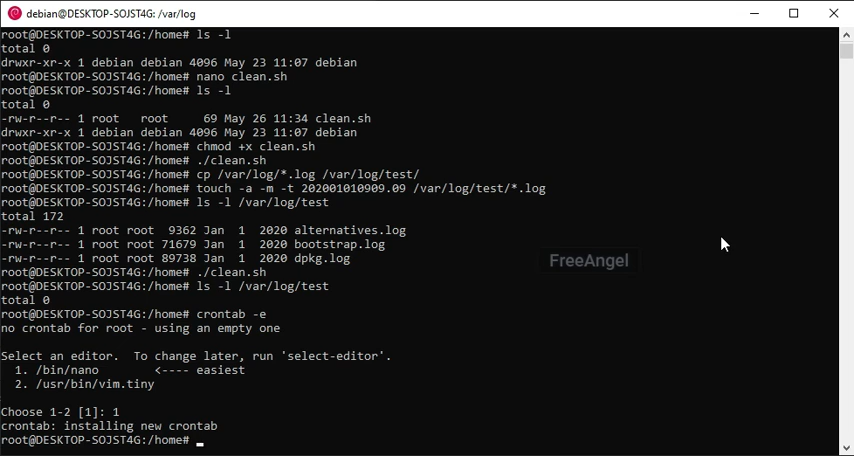 debian@DESKTOP-SOJST4G: /var/log
root@DESKTOP-SOJST4G:/home# ls -l
total 0
drwxr-xr-x 1 debian debian 4096 May 23 11:07 debian
root@DESKTOP-SOJST4G:/home# nano clean.sh
root@DESKTOP-SOJST4G:/home# ls -l
total 0
-rw-r--r-- 1 root   root     69 May 26 11:34 clean.sh
drwxr-xr-x 1 debian debian 4096 May 23 11:07 debian
root@DESKTOP-SOJST4G:/home# chmod +x clean.sh
root@DESKTOP-SOJST4G:/home# ./clean.sh
root@DESKTOP-SOJST4G:/home# cp /var/log/*.log /var/log/test/
root@DESKTOP-SOJST4G:/home# touch -a -m -t 202001010909.09 /var/log/test/*.log
root@DESKTOP-SOJST4G:/home# ls -l /var/log/test
total 172
-rw-r--r-- 1 root root  9362 Jan  1  2020 alternatives.log
-rw-r--r-- 1 root root 71679 Jan  1  2020 bootstrap.log
-rw-r--r-- 1 root root 89738 Jan  1  2020 dpkg.log
root@DESKTOP-SOJST4G:/home# ./clean.sh
root@DESKTOP-SOJST4G:/home# ls -l /var/log/test
total 0
root@DESKTOP-SOJST4G:/home# crontab -e
no crontab for root - using an empty one
Select an editor.  To change later, run 'select-editor'.
  1. /bin/nano        <---- easiest
  2. /usr/bin/vim.tiny
Choose 1-2 [1]: 1
crontab: installing new crontab
root@DESKTOP-SOJST4G:/home#
FreeAngel